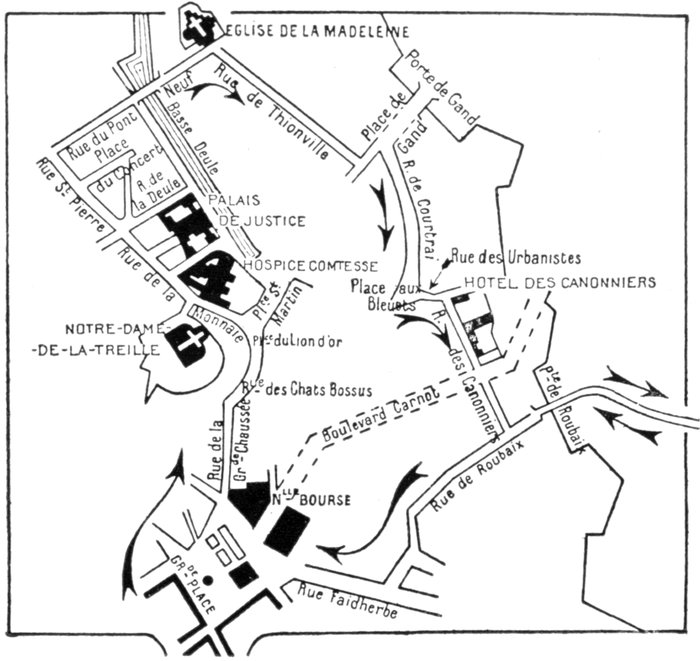 EGLISE DE LA MADELEINE
Neuf
Rue de Thionville
Place de
Gand
Porte de Gand
Rue du Pont
Place
du Concert
R. de
la Deule
Basse Deule
Rue St Pierre
PALAIS
DE JUSTICE
R. de Courtrai
Rue des Urbanistes
HOTEL DES CANONNIERS
HOSPICE COMTESSE
Place aux
Bleuets
Rue de la
Monnaie
Plce St
Martin
NOTRE-DAME-
-DE-LA-TREILLE
Plce du Lion d'or
R. des Canonniers
Pte de
Roubaix
Rue des Chats Bossus
Boulevard Carnot
Rue de la
Grde Chaussée
Rue de Roubaix
NLLE BOURSE
GRDE PLACE
Rue Faidherbe